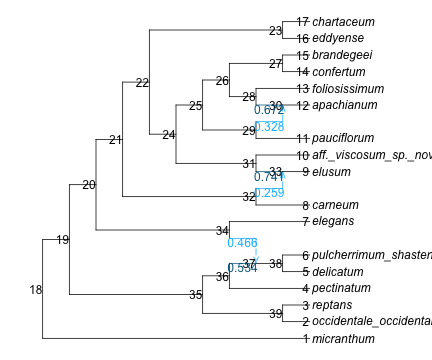 17 chartaceum
23
16 eddyense
15 brandegeei
27
14 confertum
22
26
13 foliosissimum
28
25
30 12 apachianum
0.672
0.328
24
29
11 pauciflorum
21
10 aff._viscosum_sp._nov
31
33 9 elusum
0.741
0.259
20
32
8 carneum
7 elegans
34
19
0.466
6 pulcherrimum_shasten
37 38
0.534
5 delicatum
36
18
4 pectinatum
35
3 reptans
39
2 occidentale_occidental
1 micranthum